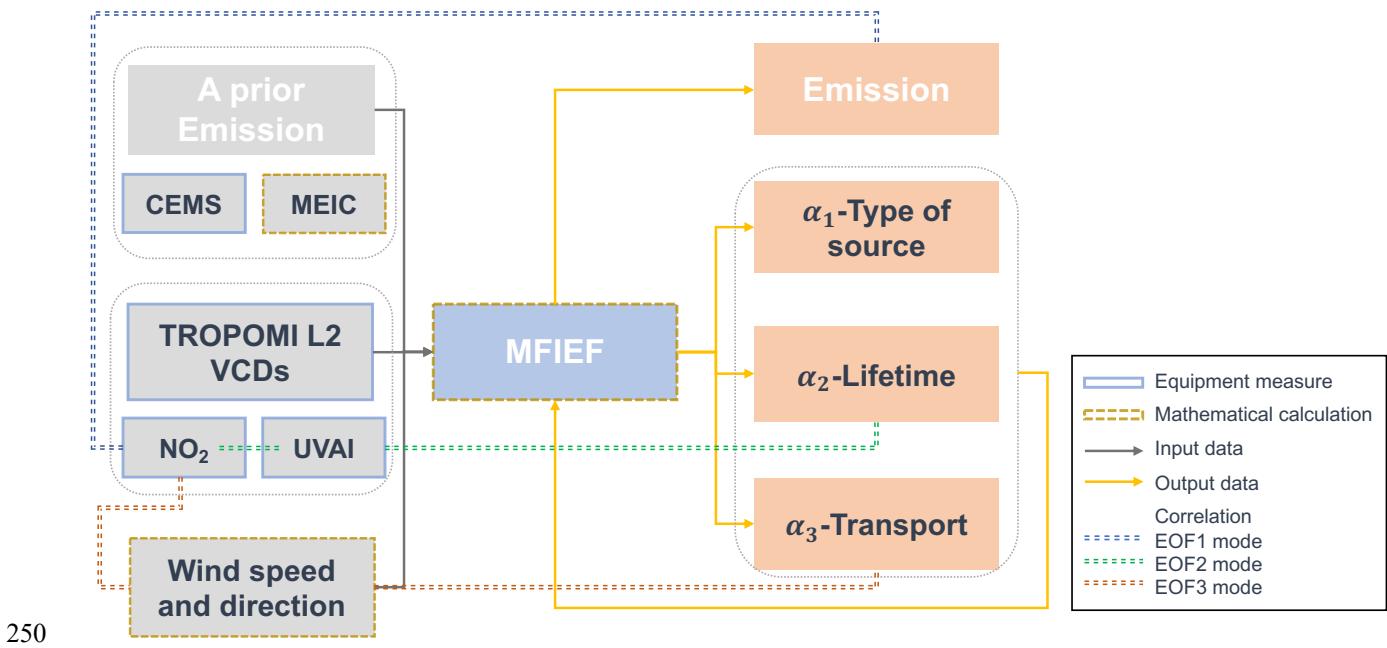 A prior
Emission
CEMS
MEIC
TROPOMI L2
VCDs
NO₂
UVAI
Wind speed
and direction
MFIEF
Emission
α₁-Type of
source
α₂-Lifetime
α₃-Transport
Equipment measure
Mathematical calculation
Input data
Output data
Correlation
EOF1 mode
EOF2 mode
EOF3 mode
250